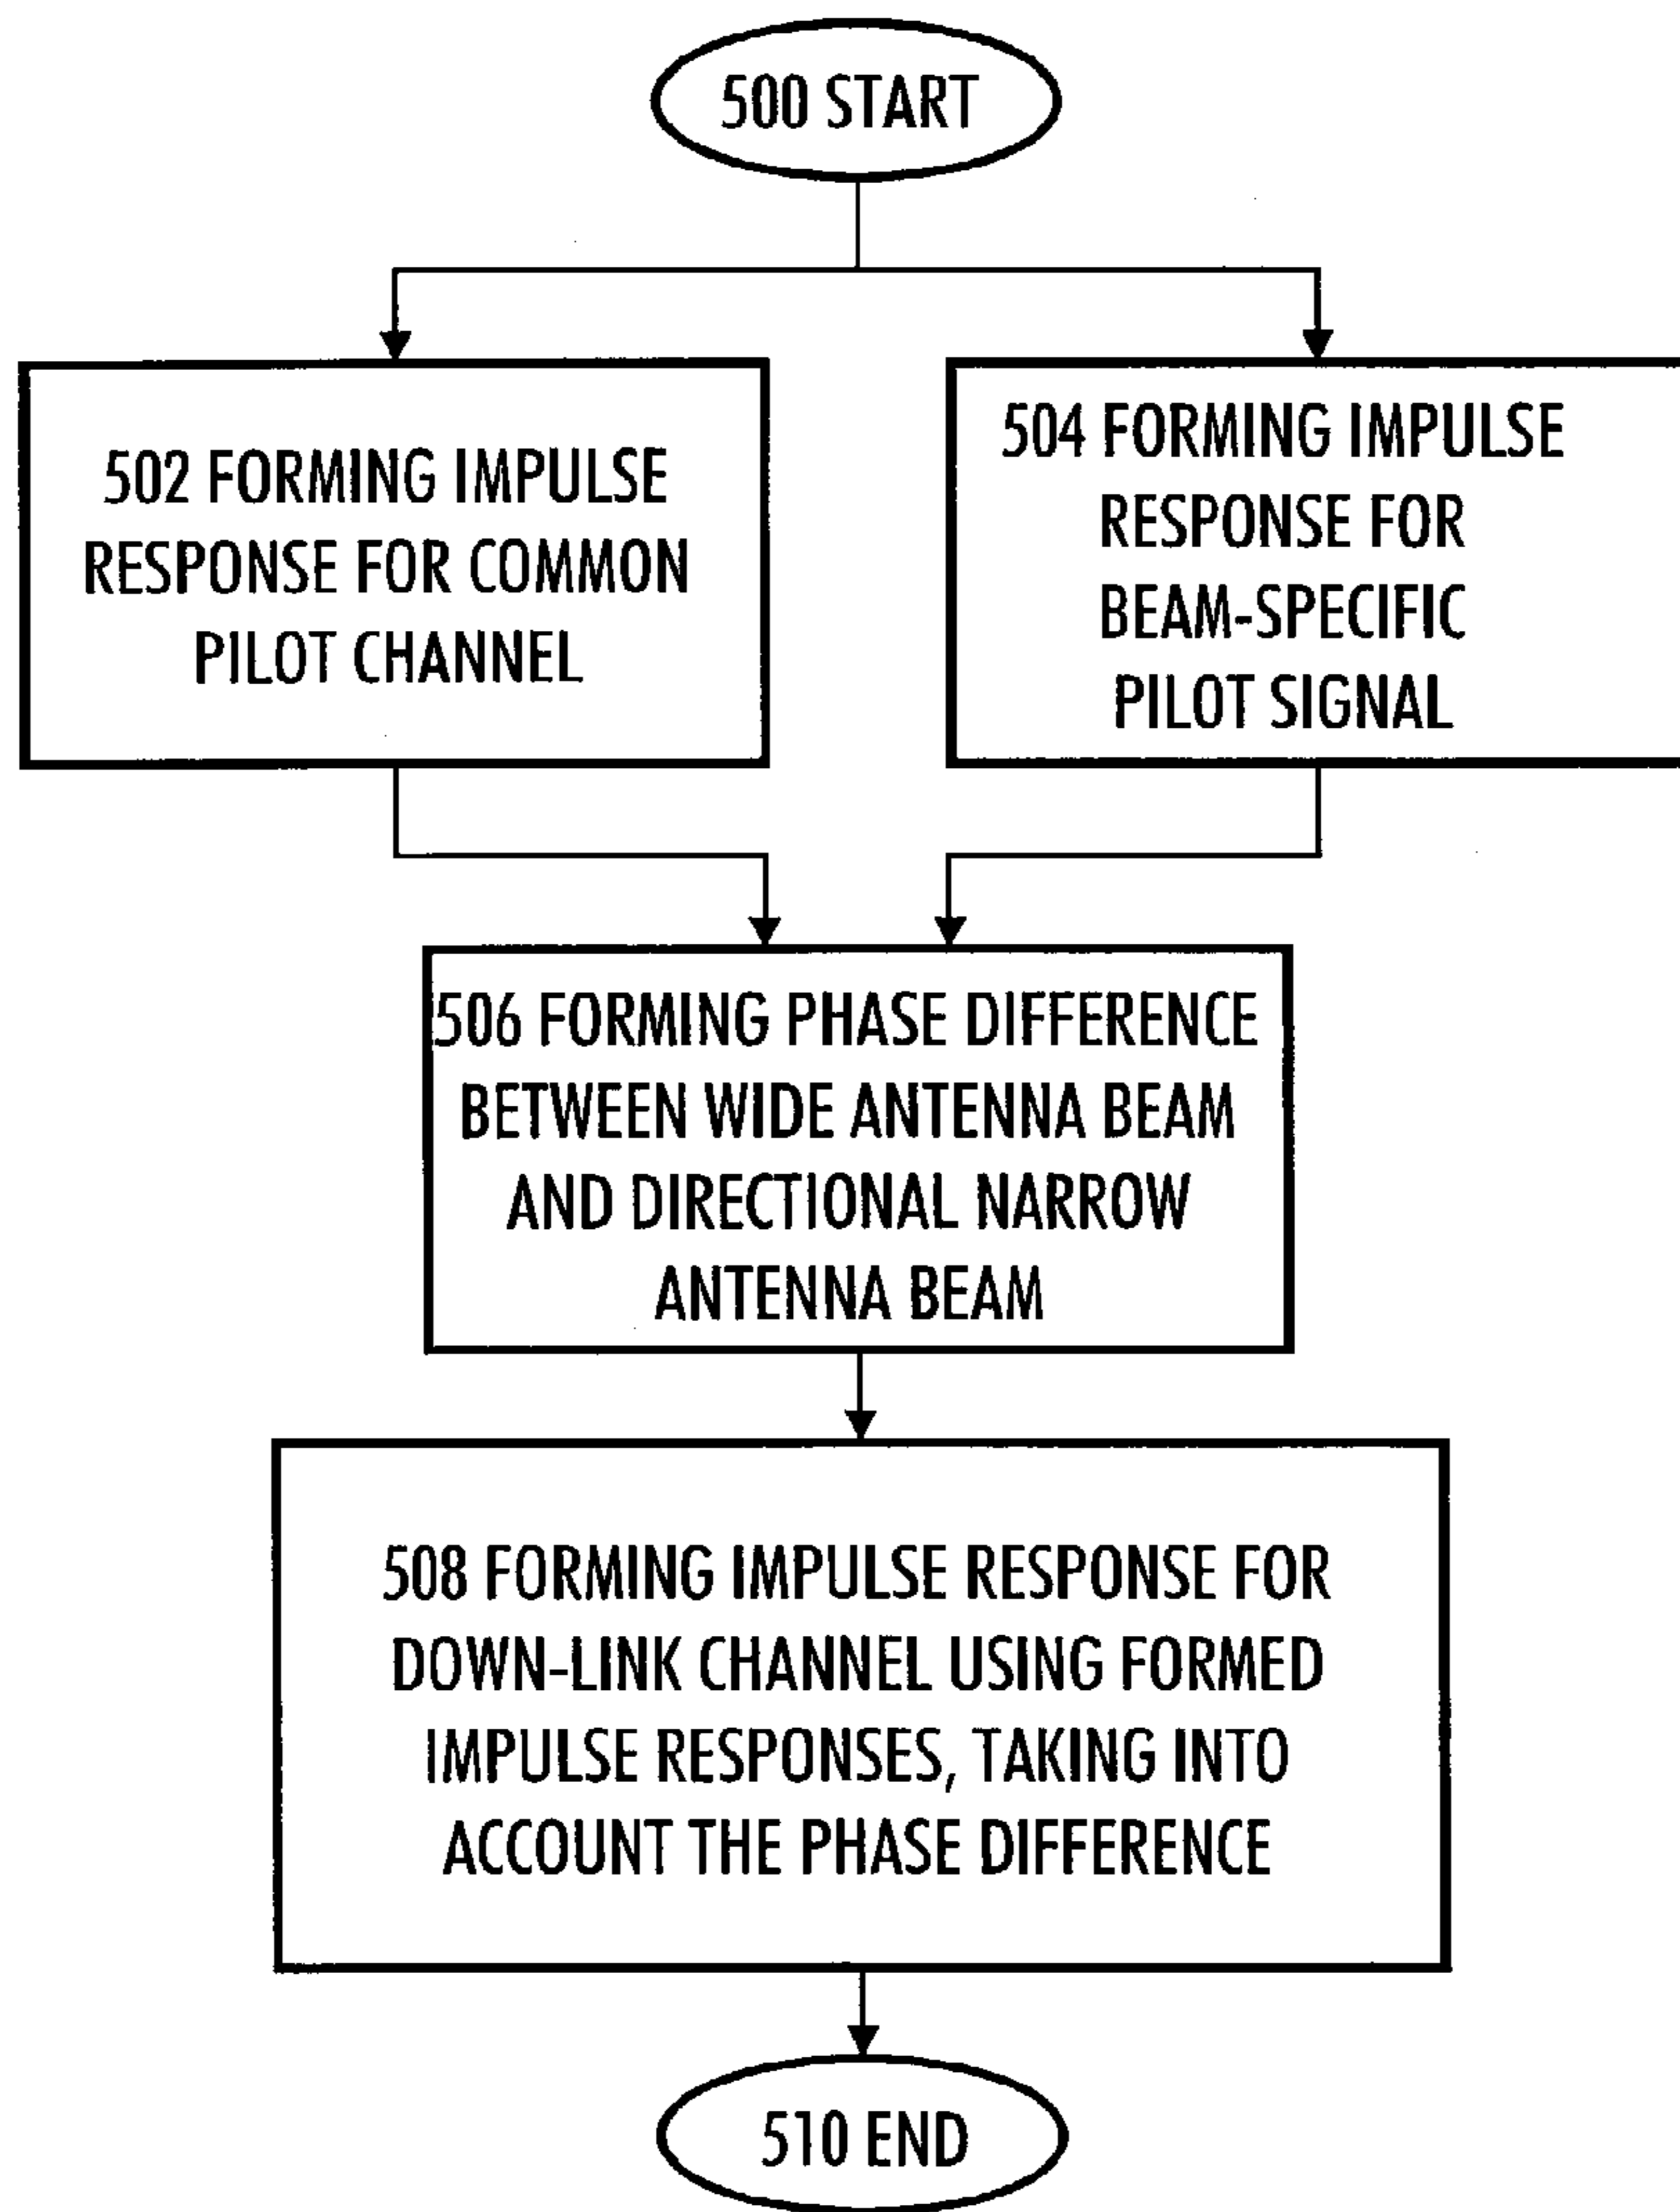 500 START
502 FORMING IMPULSE
RESPONSE FOR COMMON
PILOT CHANNEL
504 FORMING IMPULSE
RESPONSE FOR
BEAM-SPECIFIC
PILOT SIGNAL
506 FORMING PHASE DIFFERENCE
BETWEEN WIDE ANTENNA BEAM
AND DIRECTIONAL NARROW
ANTENNA BEAM
508 FORMING IMPULSE RESPONSE FOR
DOWN-LINK CHANNEL USING FORMED
IMPULSE RESPONSES, TAKING INTO
ACCOUNT THE PHASE DIFFERENCE
510 END